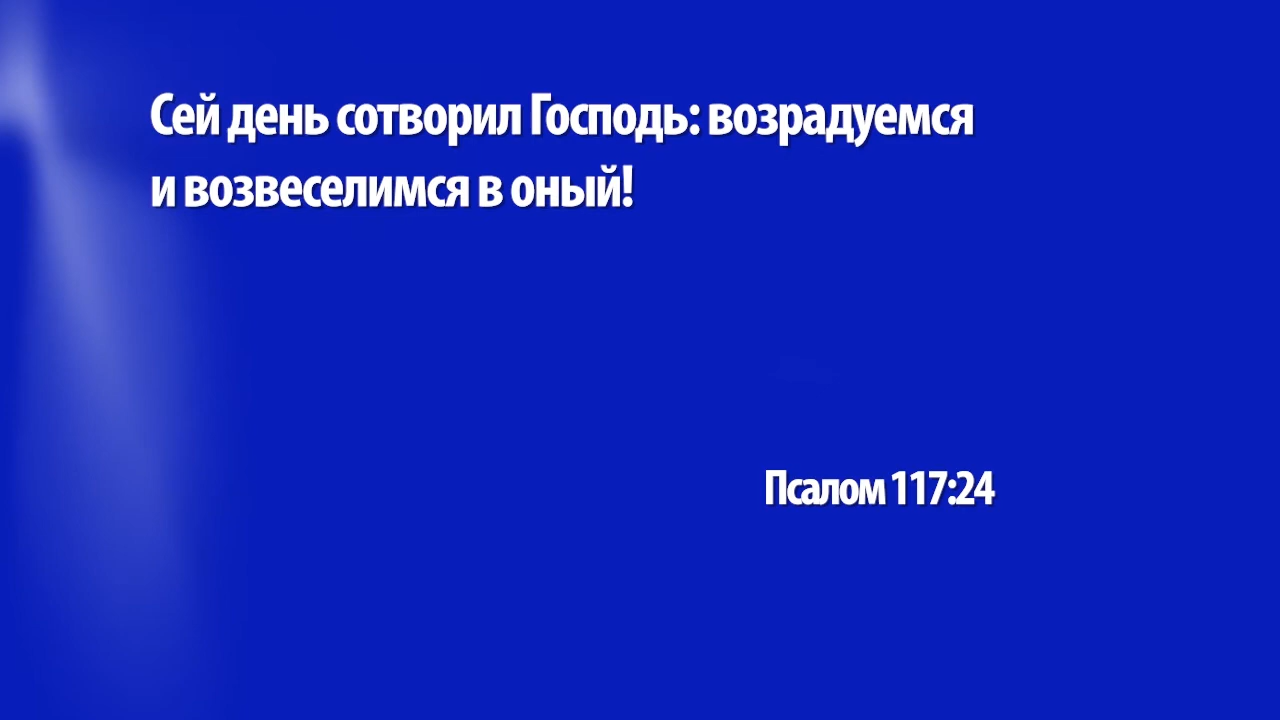 Сей день сотворил Господь: возрадуемся
и возвеселимся в оный!
Псалом 117:24